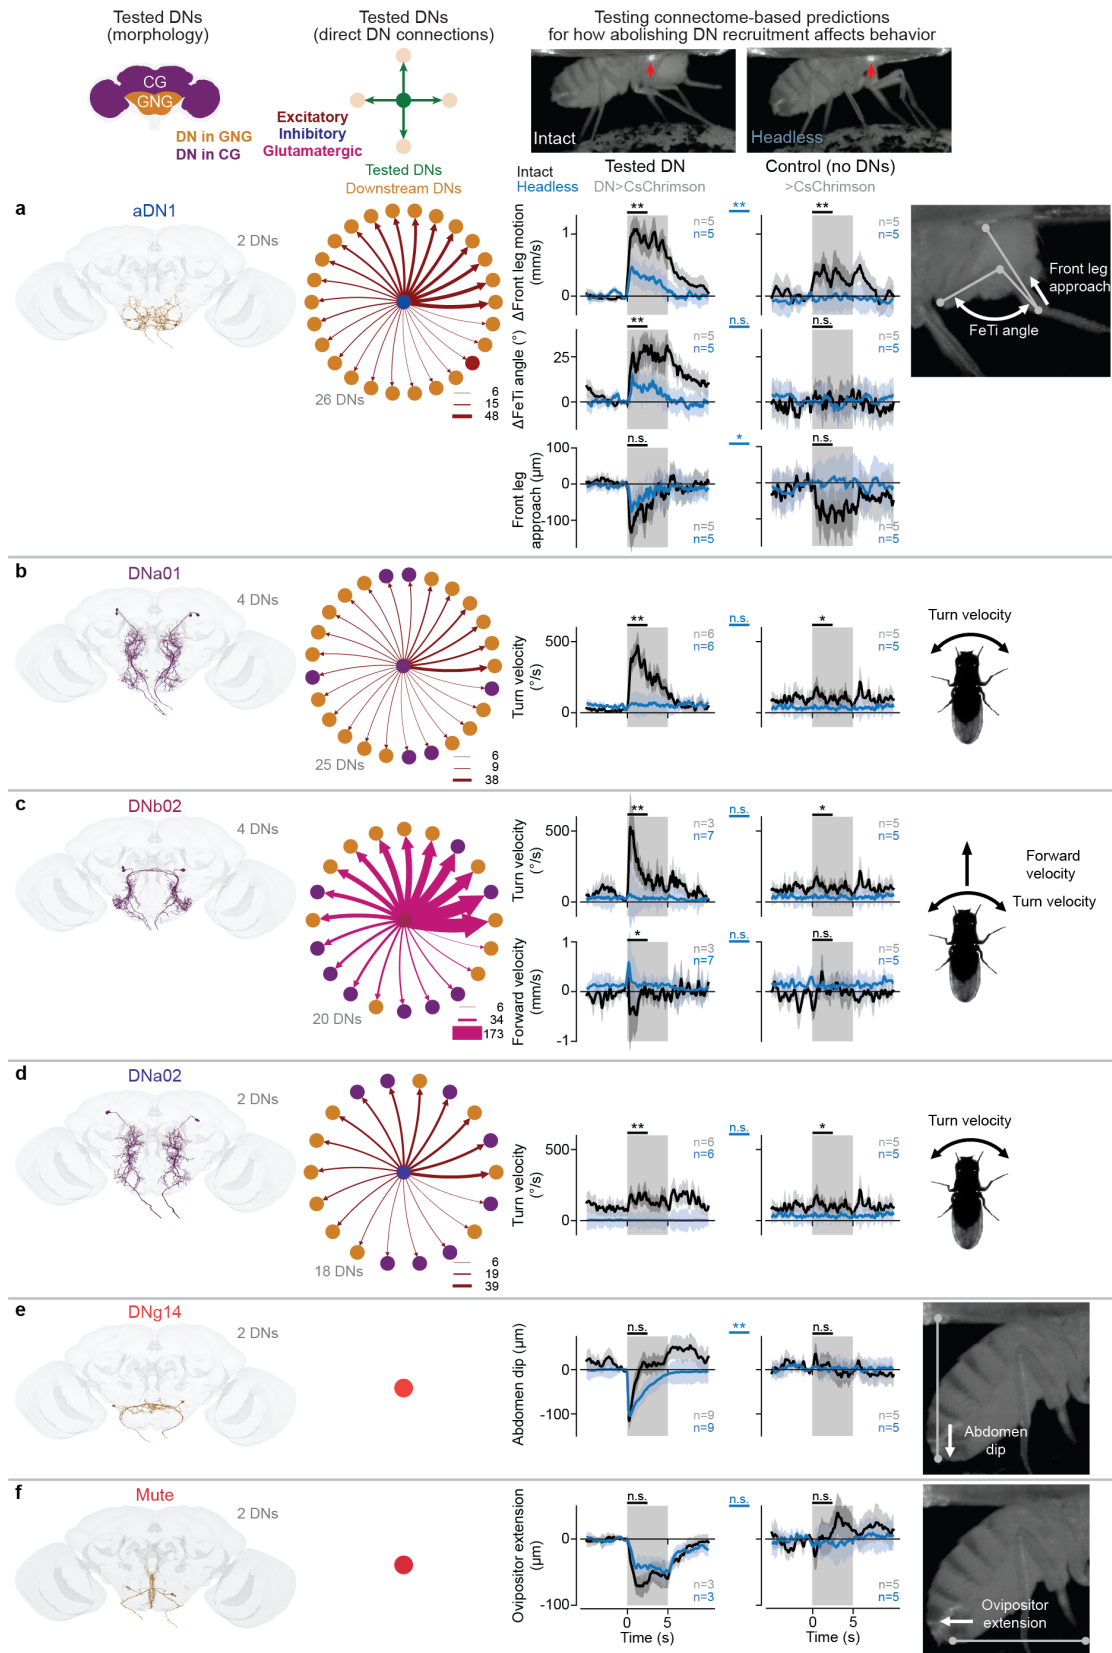 Tested DNs
(morphology)
Tested DNs
(direct DN connections)
Testing connectome-based predictions
for how abolishing DN recruitment affects behavior
CG
GNG
DN in GNG
DN in CG
Excitatory
Inhibitory
Glutamatergic
Tested DNs
Downstream DNs
Intact
Headless
Intact
Headless
Tested DN
DN>CsChrimson
Control (no DNs)
>CsChrimson
a
aDN1
2 DNs
26 DNs
6
15
48
ΔFront leg motion
(mm/s)
1
0
**
n=5
n=5
**
**
n=5
n=5
ΔFeTi angle (°)
25
0
**
n=5
n=5
n.s.
n.s.
n=5
n=5
Front leg
approach (µm)
100
0
-100
n.s.
n=5
n=5
*
n.s.
n=5
n=5
Front leg
approach
FeTi angle
b
DNa01
4 DNs
25 DNs
6
9
38
Turn velocity
(°/s)
500
0
**
n=6
n=6
n.s.
*
n=5
n=5
Turn velocity
c
DNb02
4 DNs
20 DNs
6
34
173
Turn velocity
(°/s)
500
0
**
n=3
n=7
n.s.
*
n=5
n=5
Forward velocity
(mm/s)
1
0
-1
*
n=3
n=7
n.s.
n.s.
n=5
n=5
Forward
velocity
Turn velocity
d
DNa02
2 DNs
18 DNs
6
19
39
Turn velocity
(°/s)
500
0
**
n=6
n=6
n.s.
*
n=5
n=5
Turn velocity
e
DNg14
2 DNs
Abdomen dip (µm)
0
-100
n.s.
n=9
n=9
**
n.s.
n=5
n=5
Abdomen
dip
f
Mute
2 DNs
Ovipositor extension
(µm)
0
-100
n.s.
n=3
n=3
n.s.
n.s.
n=5
n=5
0
5
Time (s)
0
5
Time (s)
Ovipositor
extension